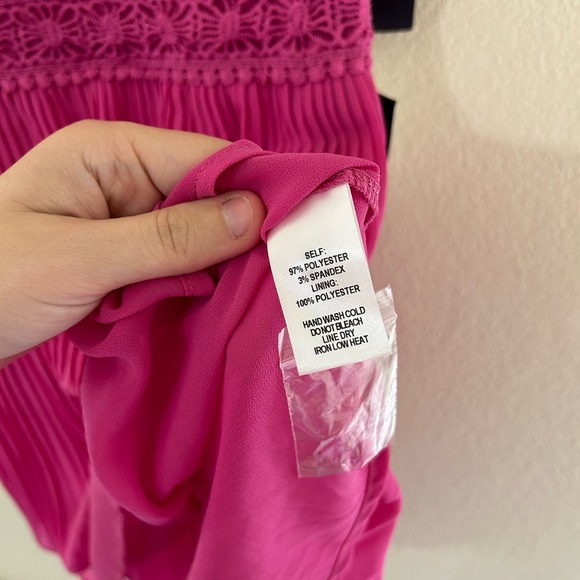 SELF:
97% POLYESTER
3% SPANDEX
LINING:
100% POLYESTER
HAND WASH COLD
DO NOT BLEACH
LINE DRY
IRON LOW HEAT